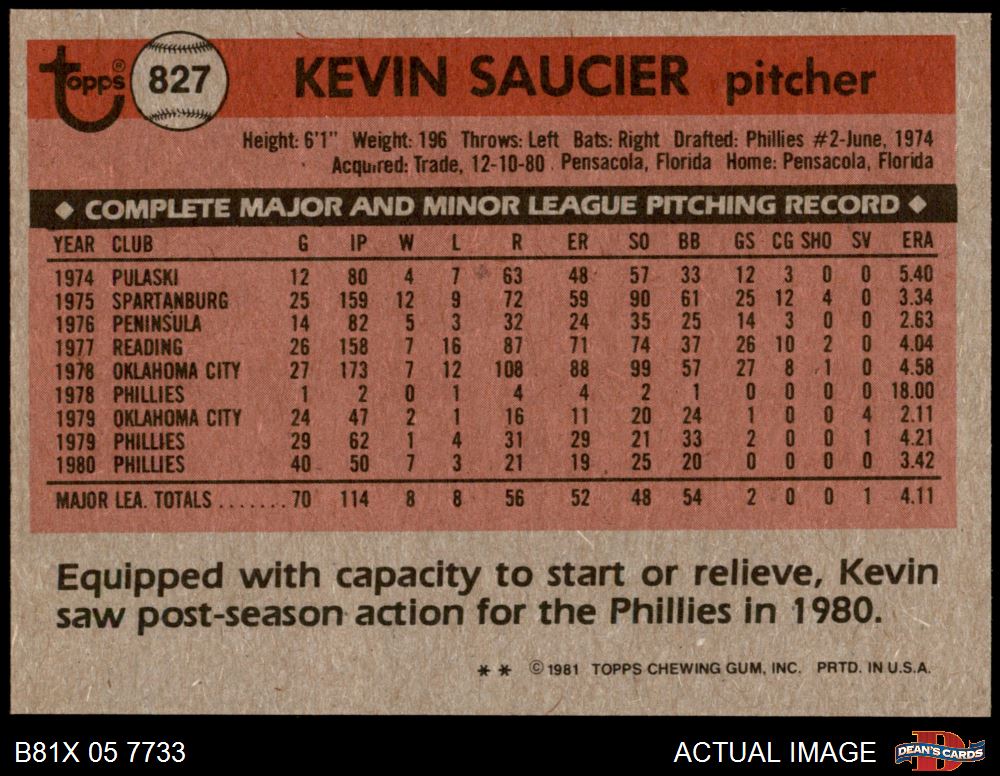 Topps® 827 KEVIN SAUCIER pitcher
Height: 6'1" Weight: 196 Throws: Left Bats: Right Drafted: Phillies #2-June, 1974
Acquired: Trade, 12-10-80 Pensacola, Florida Home: Pensacola, Florida
◆ COMPLETE MAJOR AND MINOR LEAGUE PITCHING RECORD ◆
YEAR CLUB G IP W L R ER SO BB GS CG SHO SV ERA
1974 PULASKI 12 80 4 7 63 48 57 33 12 3 0 0 5.40
1975 SPARTANBURG 25 159 12 9 72 59 90 61 25 12 4 0 3.34
1976 PENINSULA 14 82 5 3 32 24 35 25 14 3 0 0 2.63
1977 READING 26 158 7 16 87 71 74 37 26 10 2 0 4.04
1978 OKLAHOMA CITY 27 173 7 12 108 88 99 57 27 8 1 0 4.58
1978 PHILLIES 1 2 0 1 4 4 2 1 0 0 0 0 18.00
1979 OKLAHOMA CITY 24 47 2 1 16 11 20 24 1 0 0 4 2.11
1979 PHILLIES 29 62 1 4 31 29 21 33 2 0 0 1 4.21
1980 PHILLIES 40 50 7 3 21 19 25 20 0 0 0 0 3.42
MAJOR LEA. TOTALS ....... 70 114 8 8 56 52 48 54 2 0 0 1 4.11
Equipped with capacity to start or relieve, Kevin
saw post-season action for the Phillies in 1980.
** ©1981 TOPPS CHEWING GUM, INC. PRTD. IN U.S.A.
B81X 05 7733 ACTUAL IMAGE DEAN'S CARDS